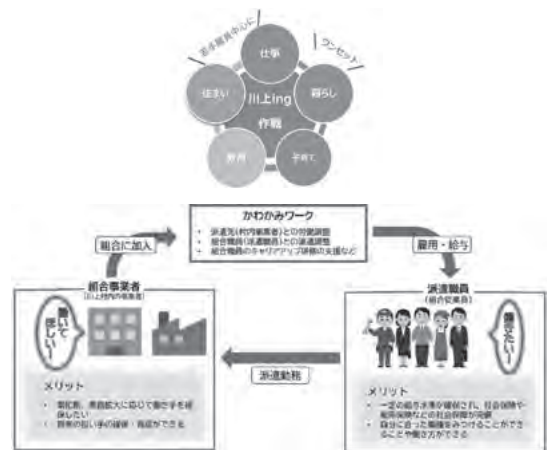 若手職員中心に
ワンセット
仕事
住まい
暮らし
川上ing
作戦
教育
子育て
かわかみワーク
• 派遣先(村内事業者)との労働調整
• 組合職員(派遣職員)との派遣調整
• 組合職員のキャリアアップ研修の支援など
組合に加入
雇用・給与
組合事業者
(川上村内の事業者)
働いて
ほしい!
派遣職員
(組合従業員)
働きたい!
派遣勤務
メリット
• 繁忙期、業務拡大に応じて働き手を確
保したい
• 将来の担い手の確保・育成ができる
メリット
• 一定の給与水準が確保され、社会保険や
雇用保険などの社会保障が完備
• 自分に合った職種をみつけることができ
ることや働き方ができる